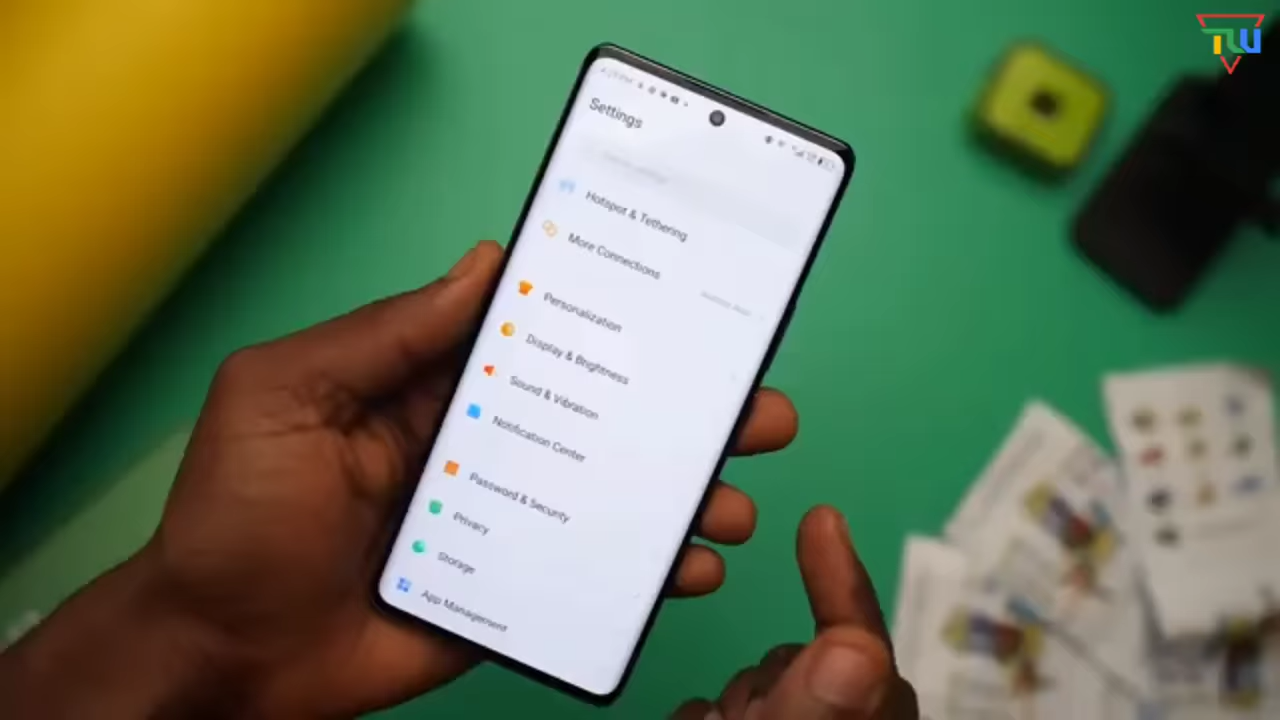 Settings
Hotspot & Tethering
More Connections
Personalization
Display & Brightness
Sound & Vibration
Notification Center
Password & Security
Privacy
Storage
App Management